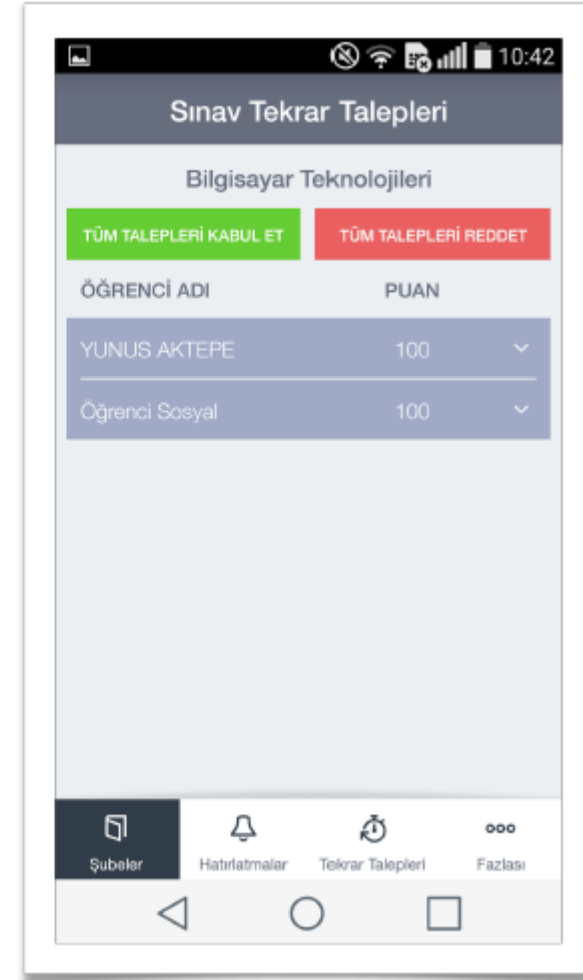 10:42
Sınav Tekrar Talepleri
Bilgisayar Teknolojileri
TÜM TALEPLERİ KABUL ET TÜM TALEPLERİ REDDET
ÖĞRENCİ ADI PUAN
YUNUS AKTEPE 100
Öğrenci Sosyal 100
Şubeler Hatırlatmalar Tekrar Talepleri Fazlası